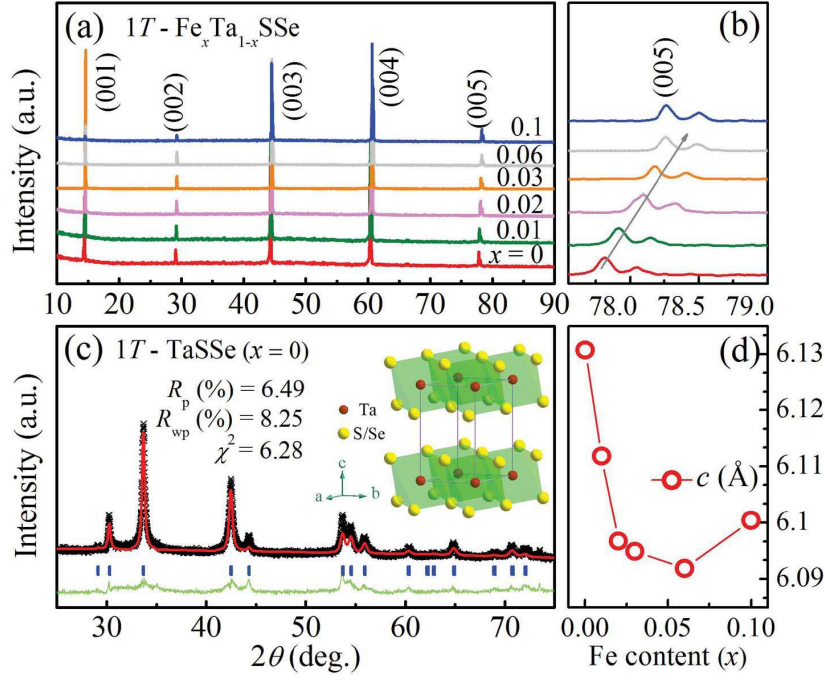 (a) 1T - FexTa1-xSSe
(001)
(002)
(003)
(004)
(005)
0.1
0.06
0.03
0.02
0.01
x = 0
Intensity (a.u.)
10 20 30 40 50 60 70 80 90
(b)
(005)
78.0 78.5 79.0
(c) 1T - TaSSe (x = 0)
Rp (%) = 6.49
Rwp (%) = 8.25
χ2 = 6.28
Ta
S/Se
c
a b
Intensity (a.u.)
30 40 50 60 70
2θ (deg.)
(d)
6.13
6.12
6.11
6.1
6.09
c (Å)
0.00 0.05 0.10
Fe content (x)